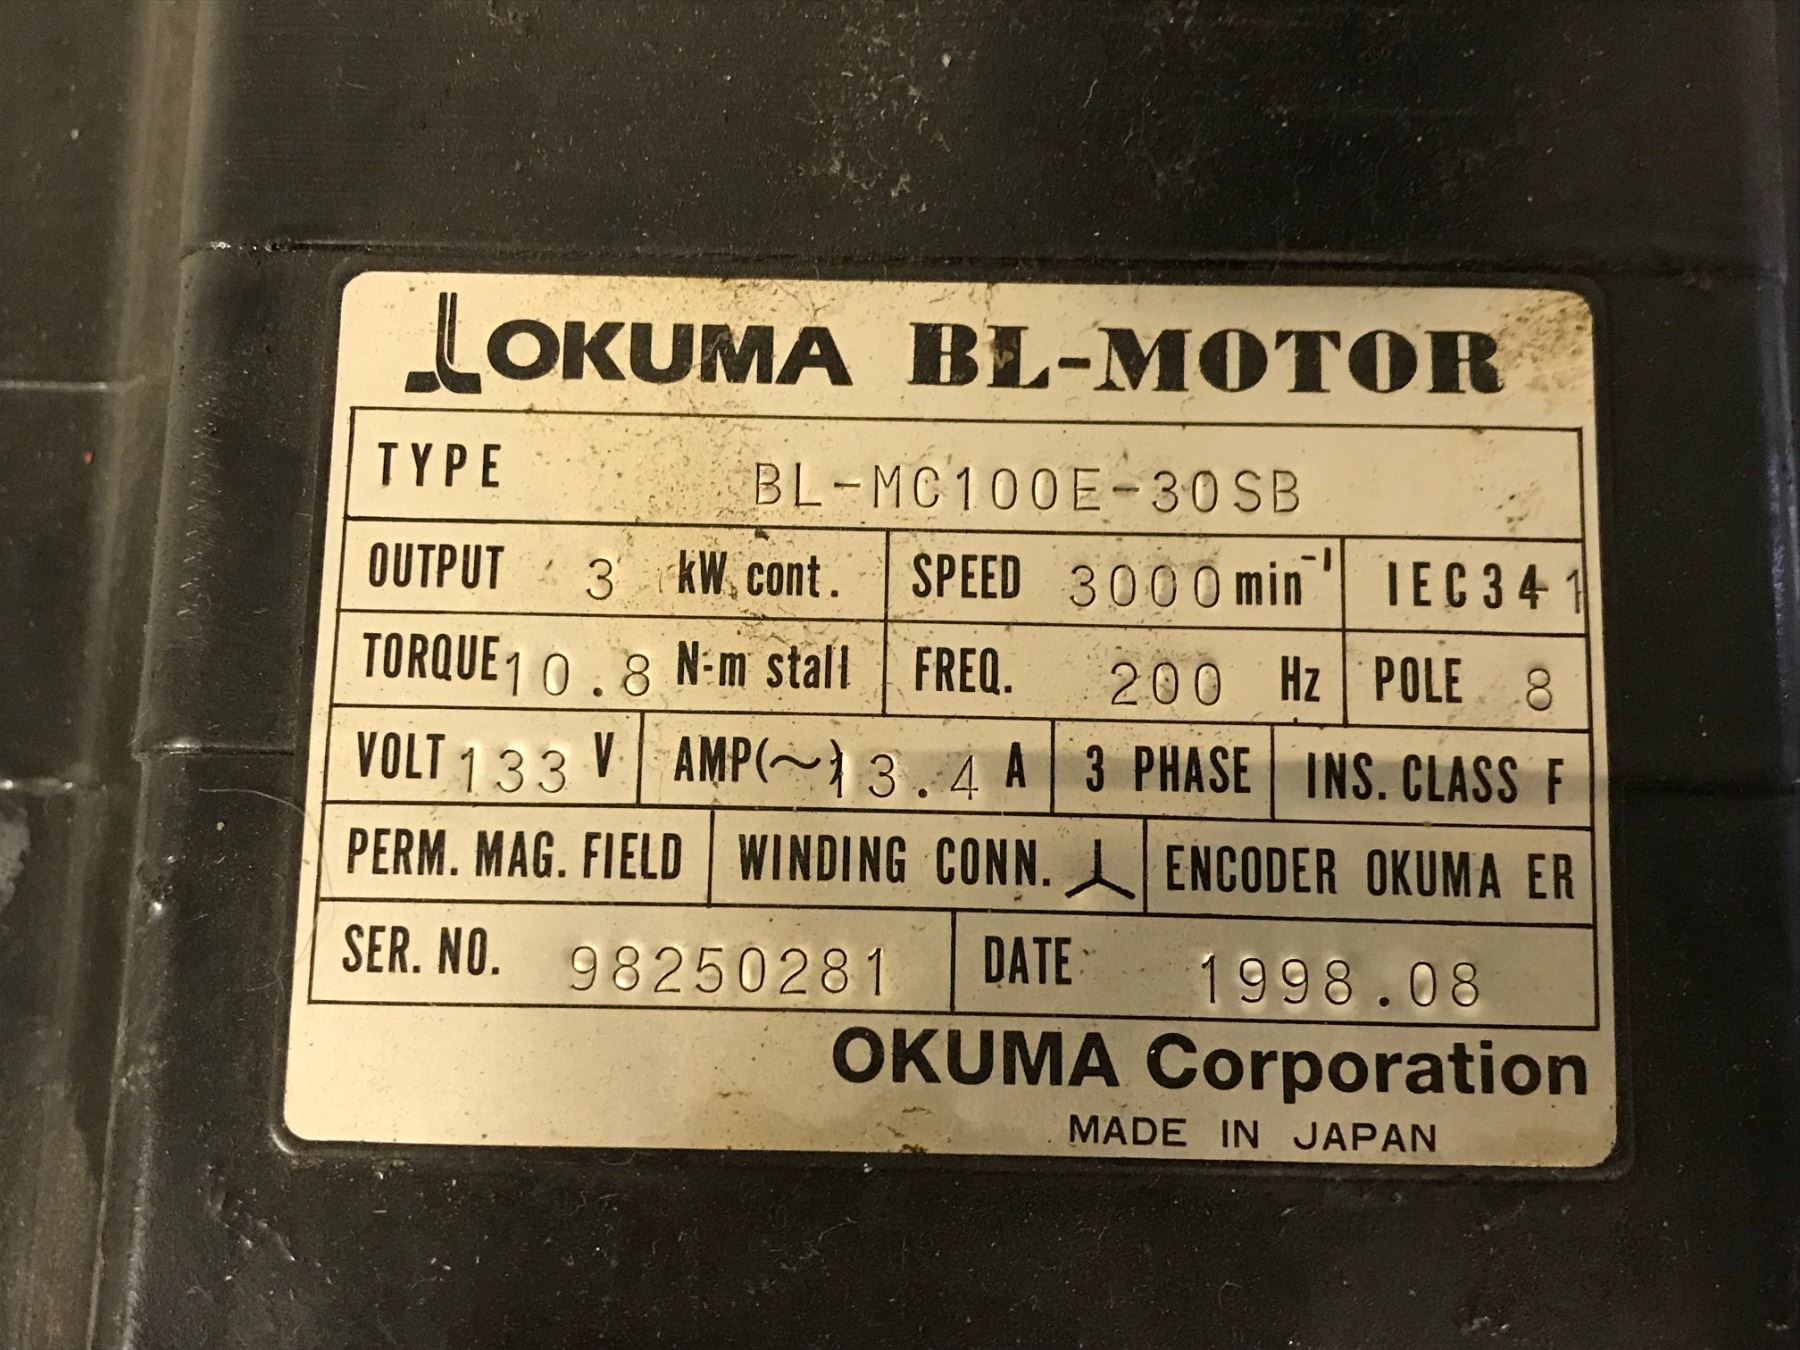 OKUMA BL-MOTOR
TYPE BL-MC100E-30SB
OUTPUT 3 kW cont. SPEED 3000 min⁻¹ IEC34-1
TORQUE 10.8 N-m stall FREQ. 200 Hz POLE 8
VOLT 133 V AMP(~) 13.4 A 3 PHASE INS. CLASS F
PERM. MAG. FIELD WINDING CONN. ENCODER OKUMA ER
SER. NO. 98250281 DATE 1998.08
OKUMA Corporation
MADE IN JAPAN